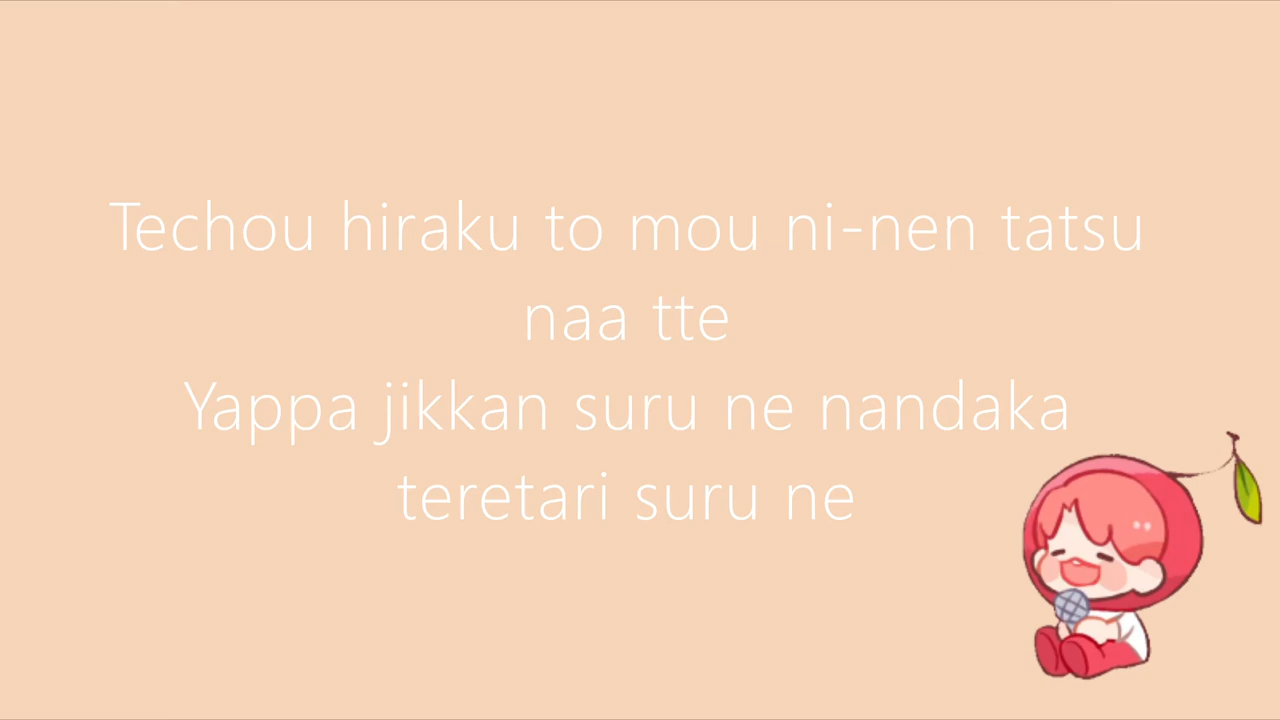 Techou hiraku to mou ni-nen tatsu
naa tte
Yappa jikkan suru ne nandaka
teretari suru ne